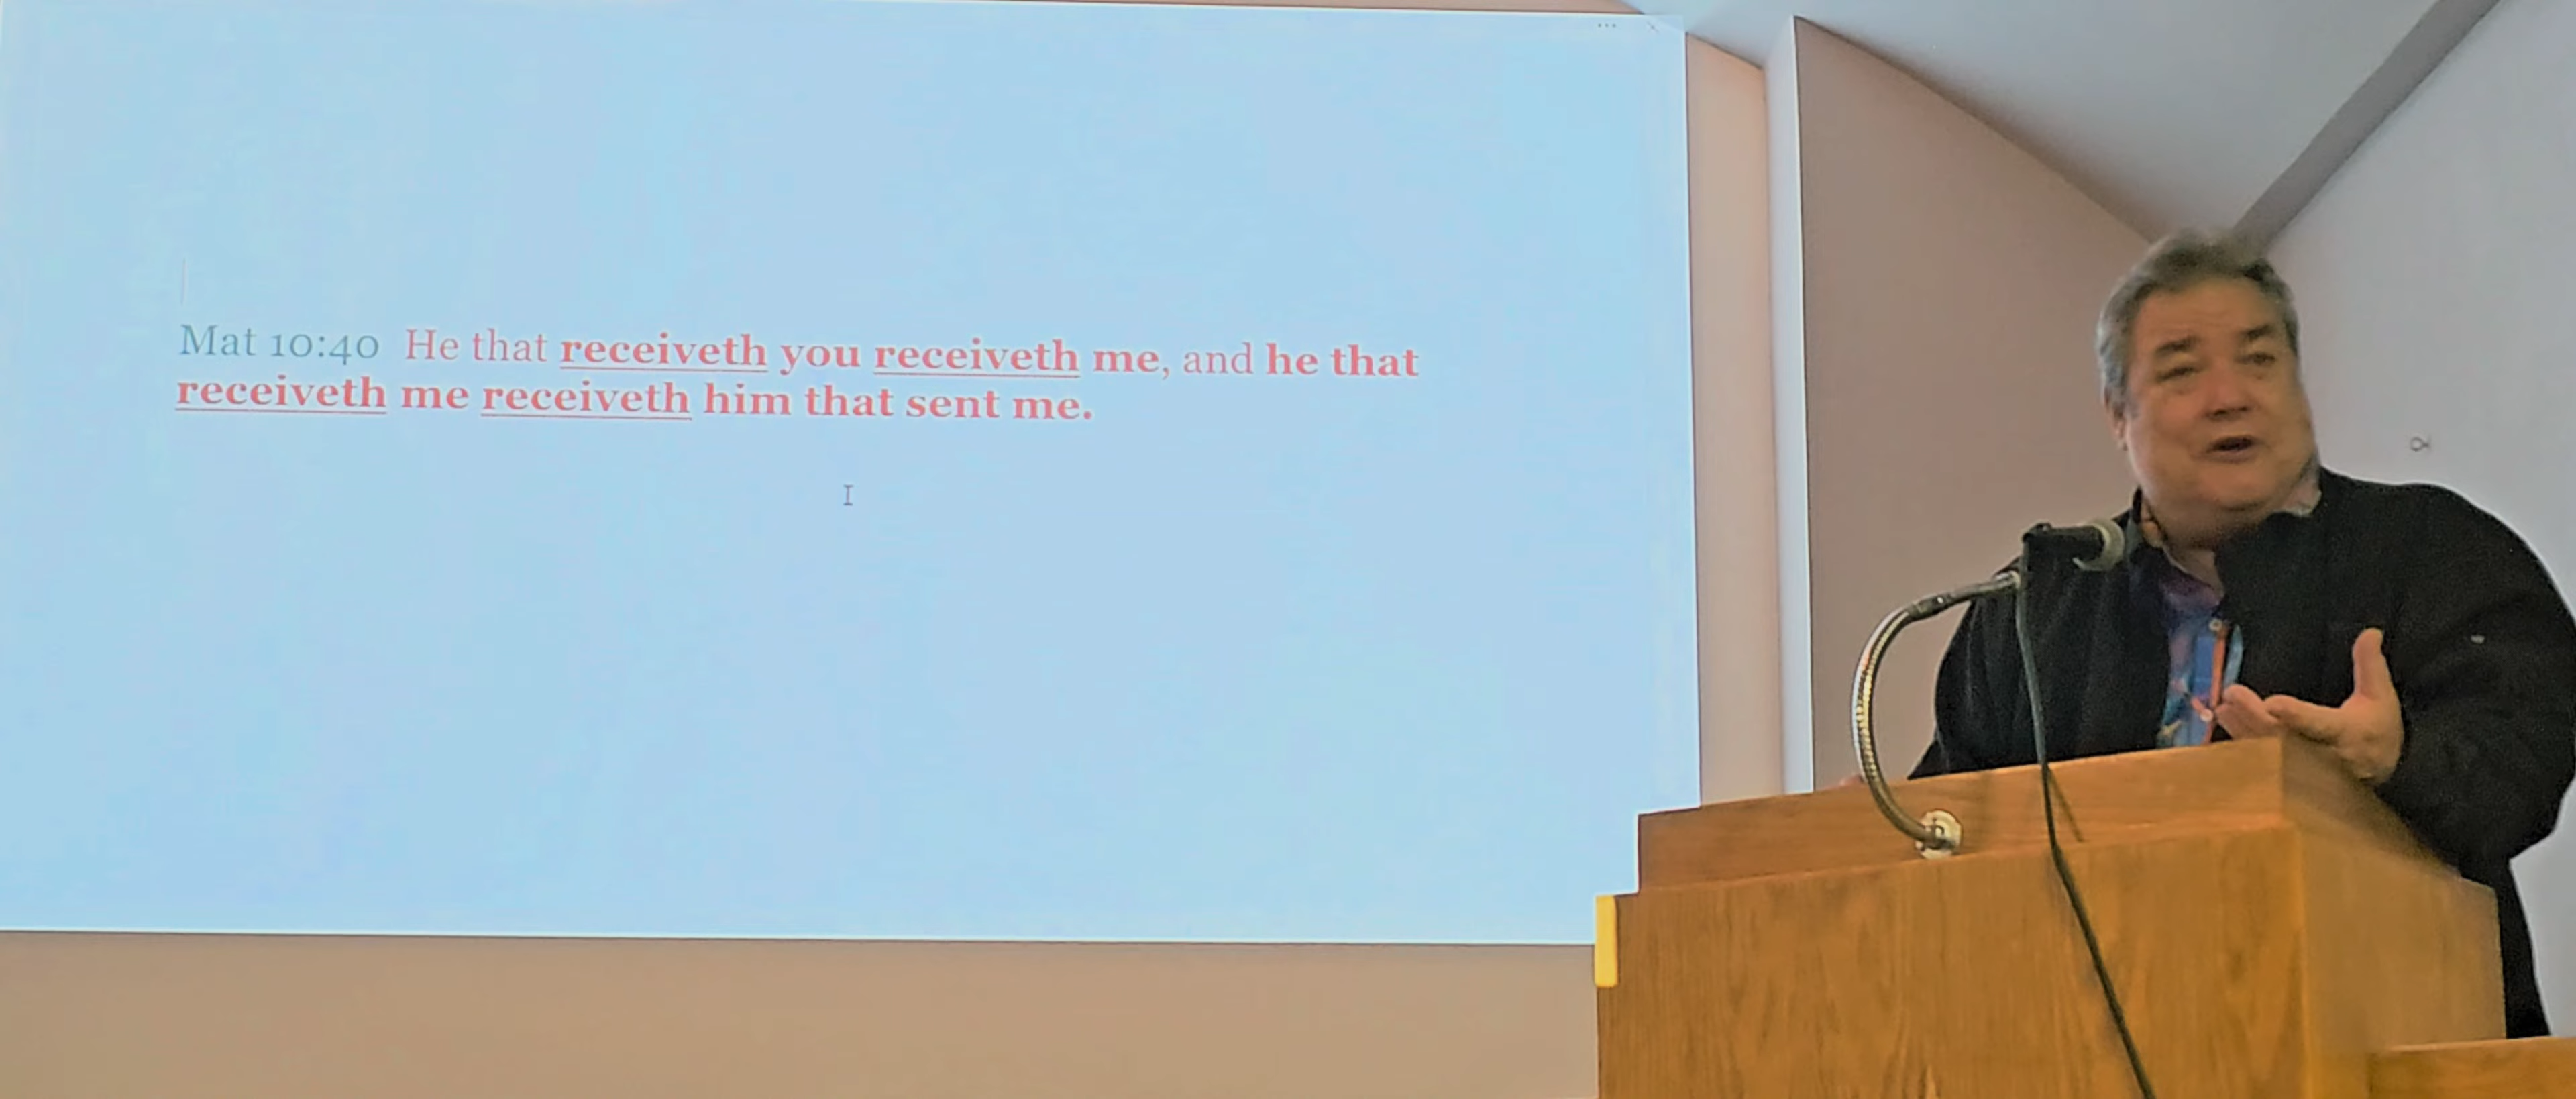 Mat 10:40 He that receiveth you receiveth me, and he that
receiveth me receiveth him that sent me.